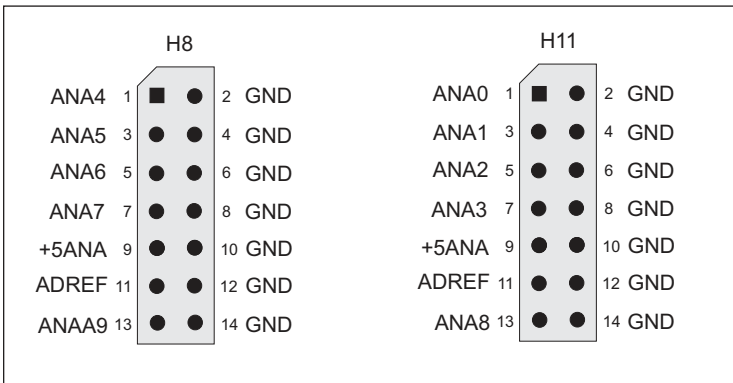 H8
ANA4 1 2 GND
ANA5 3 4 GND
ANA6 5 6 GND
ANA7 7 8 GND
+5ANA 9 10 GND
ADREF 11 12 GND
ANAA9 13 14 GND
H11
ANA0 1 2 GND
ANA1 3 4 GND
ANA2 5 6 GND
ANA3 7 8 GND
+5ANA 9 10 GND
ADREF 11 12 GND
ANA8 13 14 GND